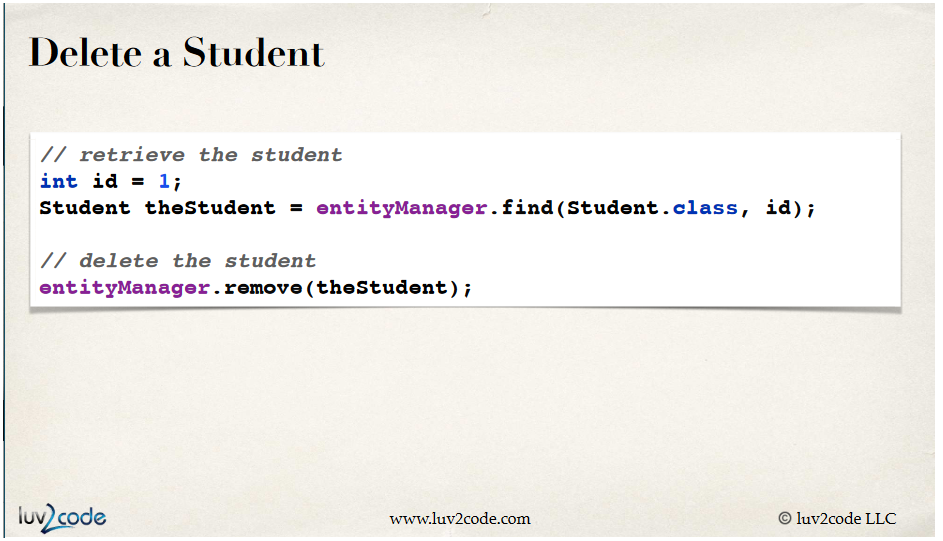 Delete a Student
// retrieve the student
int id = 1;
Student theStudent = entityManager.find(Student.class, id);
// delete the student
entityManager.remove(theStudent);
luv2code
www.luv2code.com
© luv2code LLC